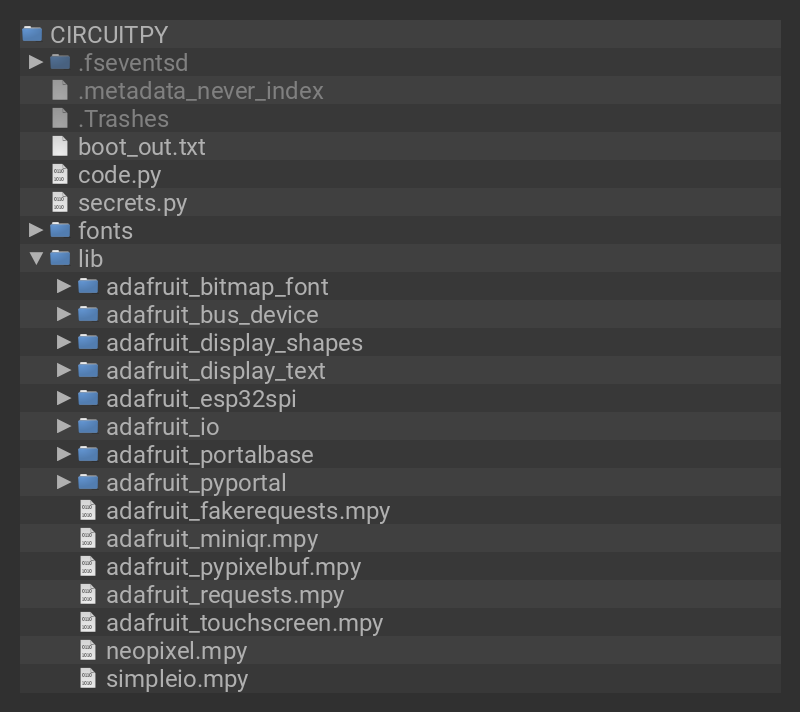 CIRCUITPY
.fseventsd
.metadata_never_index
.Trashes
boot_out.txt
code.py
secrets.py
fonts
lib
adafruit_bitmap_font
adafruit_bus_device
adafruit_display_shapes
adafruit_display_text
adafruit_esp32spi
adafruit_io
adafruit_portalbase
adafruit_pyportal
adafruit_fakerequests.mpy
adafruit_miniqr.mpy
adafruit_pypixelbuf.mpy
adafruit_requests.mpy
adafruit_touchscreen.mpy
neopixel.mpy
simpleio.mpy